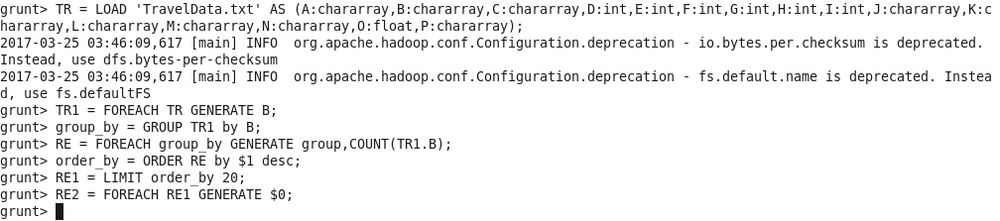 grunt> TR = LOAD 'TravelData.txt' AS (A:chararray,B:chararray,C:chararray,D:int,E:int,F:int,G:int,H:int,I:int,J:chararray,K:c
hararray,L:chararray,M:chararray,N:chararray,O:float,P:chararray);
2017-03-25 03:46:09,617 [main] INFO  org.apache.hadoop.conf.Configuration.deprecation - io.bytes.per.checksum is deprecated.
Instead, use dfs.bytes-per-checksum
2017-03-25 03:46:09,617 [main] INFO  org.apache.hadoop.conf.Configuration.deprecation - fs.default.name is deprecated. Instea
d, use fs.defaultFS
grunt> TR1 = FOREACH TR GENERATE B;
grunt> group_by = GROUP TR1 by B;
grunt> RE = FOREACH group_by GENERATE group,COUNT(TR1.B);
grunt> order_by = ORDER RE by $1 desc;
grunt> RE1 = LIMIT order_by 20;
grunt> RE2 = FOREACH RE1 GENERATE $0;
grunt>